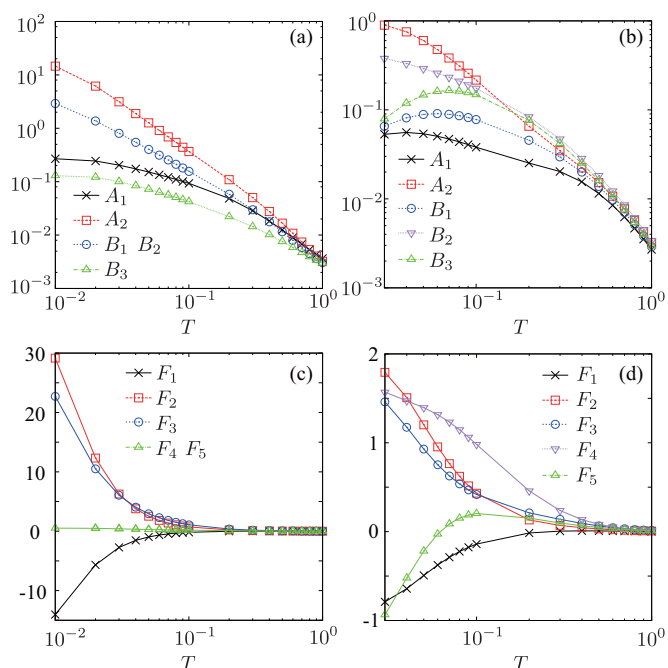 (a)
10^2
10^1
10^0
10^{-1}
10^{-2}
10^{-3}
A_1
A_2
B_1 B_2
B_3
10^{-2} 10^{-1} 10^0
T
(b)
10^0
10^{-1}
10^{-2}
10^{-3}
A_1
A_2
B_1
B_2
B_3
10^{-1} 10^0
T
(c)
30
20
10
0
-10
F_1
F_2
F_3
F_4 F_5
10^{-2} 10^{-1} 10^0
T
(d)
2
1
0
-1
F_1
F_2
F_3
F_4
F_5
10^{-1} 10^0
T